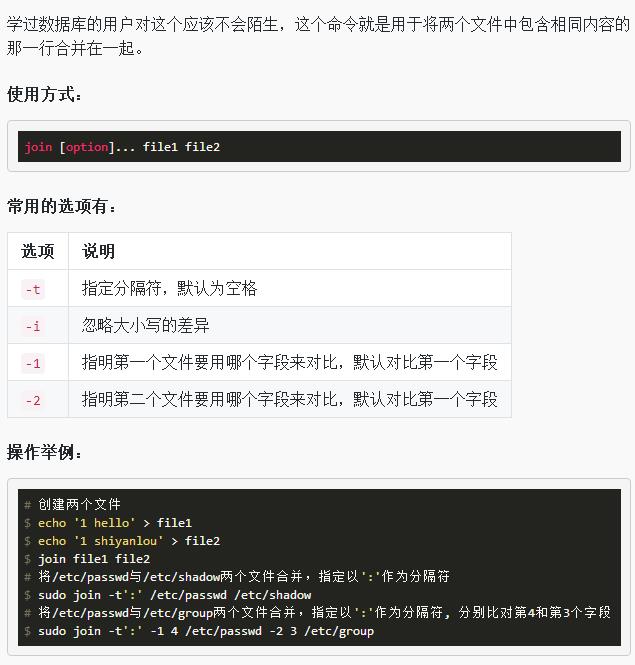 学过数据库的用户对这个应该不会陌生，这个命令就是用于将两个文件中包含相同内容的
那一行合并在一起。
使用方式：
join [option]... file1 file2
常用的选项有：
选项 说明
-t 指定分隔符，默认为空格
-i 忽略大小写的差异
-1 指明第一个文件要用哪个字段来对比，默认对比第一个字段
-2 指明第二个文件要用哪个字段来对比，默认对比第一个字段
操作举例：
# 创建两个文件
$ echo '1 hello' > file1
$ echo '1 shiyanlou' > file2
$ join file1 file2
# 将/etc/passwd与/etc/shadow两个文件合并，指定以':'作为分隔符
$ sudo join -t':' /etc/passwd /etc/shadow
# 将/etc/passwd与/etc/group两个文件合并，指定以':'作为分隔符, 分别比对第4和第3个字段
$ sudo join -t':' -1 4 /etc/passwd -2 3 /etc/group